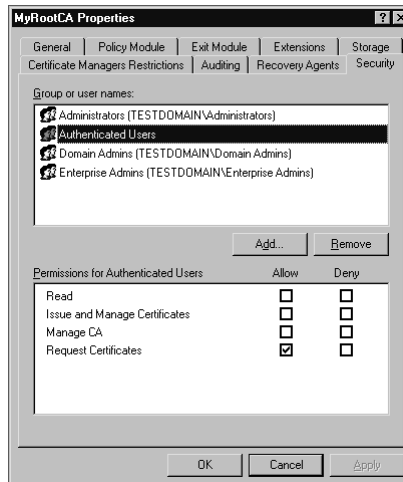 MyRootCA Properties
General Policy Module Exit Module Extensions Storage
Certificate Managers Restrictions Auditing Recovery Agents Security
Group or user names:
Administrators (TESTDOMAIN\Administrators)
Authenticated Users
Domain Admins (TESTDOMAIN\Domain Admins)
Enterprise Admins (TESTDOMAIN\Enterprise Admins)
Add... Remove
Permissions for Authenticated Users Allow Deny
Read
Issue and Manage Certificates
Manage CA
Request Certificates
OK Cancel Apply